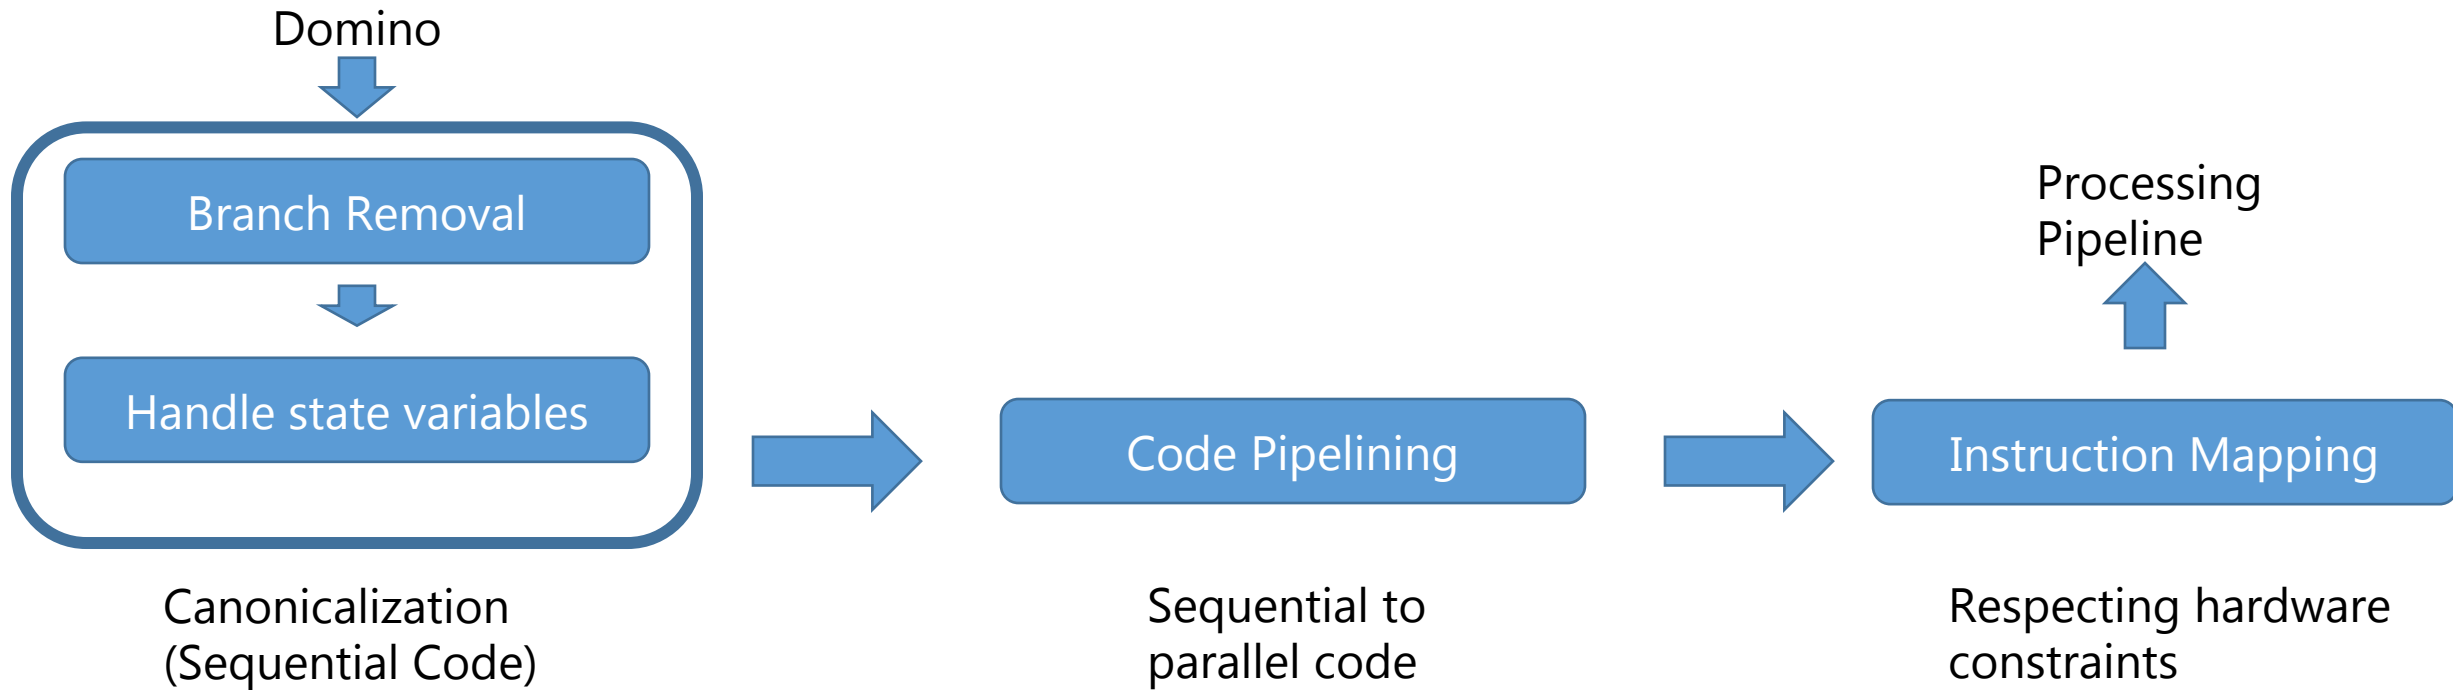 Domino
Branch Removal
Handle state variables
Canonicalization
(Sequential Code)
Code Pipelining
Sequential to
parallel code
Processing
Pipeline
Instruction Mapping
Respecting hardware
constraints